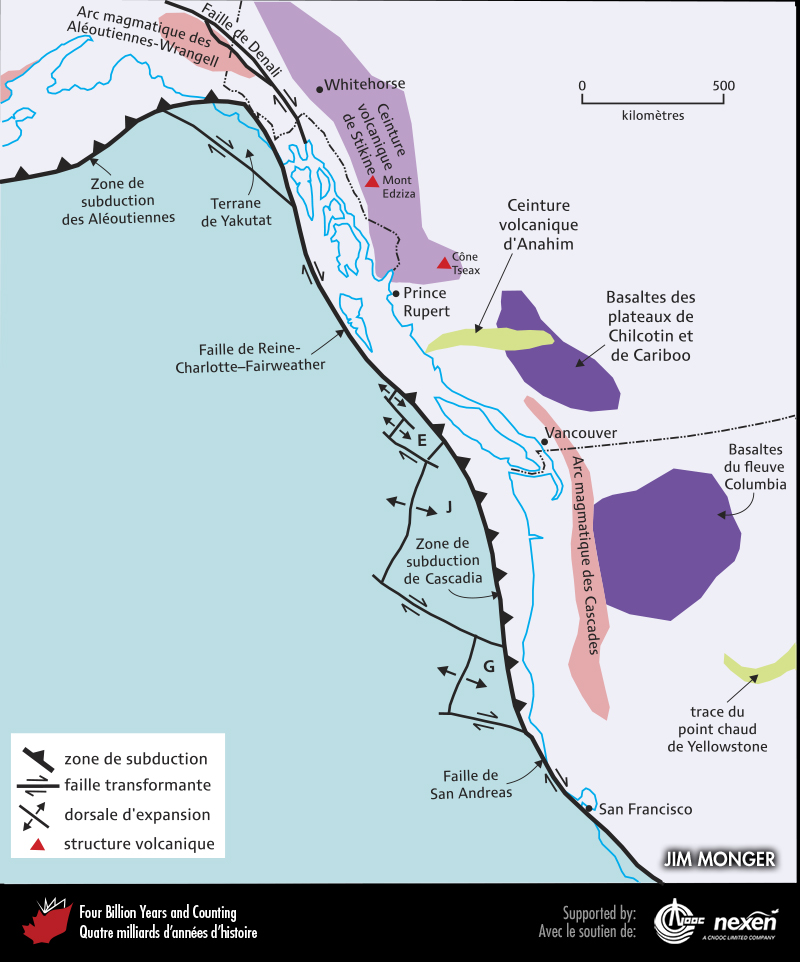 Arc magmatique des
Aléoutiennes-Wrangell
Faille de Denali
Whitehorse
Ceinture
volcanique
de Stikine
Mont
Edziza
0 500
kilomètres
Zone de
subduction
des Aléoutiennes
Terrane
de Yakutat
Ceinture
volcanique
d'Anahim
Cône
Tseax
Prince
Rupert
Basaltes des
plateaux de
Chilcotin et
de Cariboo
Faille de Reine-
Charlotte–Fairweather
E
Vancouver
Basaltes
du fleuve
Columbia
J
Zone de
subduction
de Cascadia
Arc magmatique des Cascades
G
trace du
point chaud
de Yellowstone
zone de subduction
faille transformante
dorsale d'expansion
structure volcanique
Faille de
San Andreas
San Francisco
JIM MONGER
Four Billion Years and Counting
Quatre milliards d'années d'histoire
Supported by:
Avec le soutien de:
CNOOC
nexen
A CNOOC LIMITED COMPANY